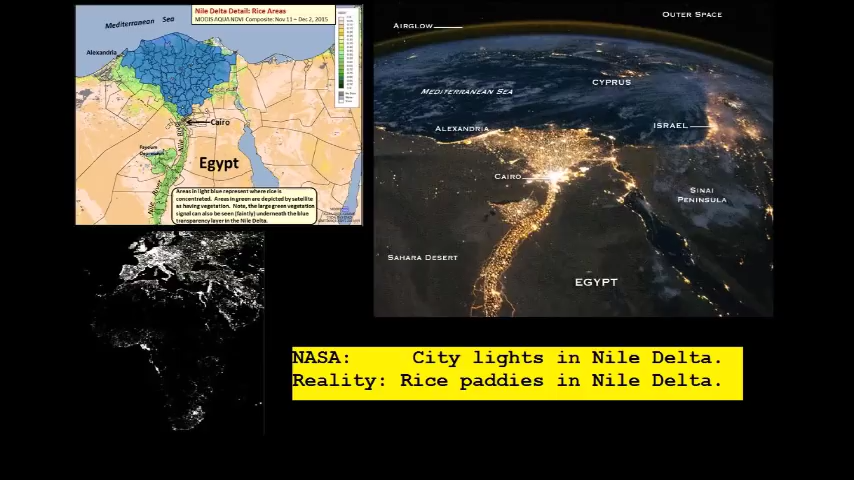 Nile Delta Detail: Rice Areas
MODIS AQUA NDVI Composite: Nov 11 – Dec 2, 2015
Mediterranean Sea
Alexandria
Cairo
Egypt
Areas in light blue represent where rice is
concentrated. Areas in green are depicted by satellite
as having vegetation. Note, the large green vegetation
signal can also be seen (faintly) underneath the blue
transparency layer in the Nile Delta.
OUTER SPACE
AIRGLOW
CYPRUS
MEDITERRANEAN SEA
ISRAEL
ALEXANDRIA
CAIRO
SINAI
PENINSULA
SAHARA DESERT
EGYPT
NASA: City lights in Nile Delta.
Reality: Rice paddies in Nile Delta.